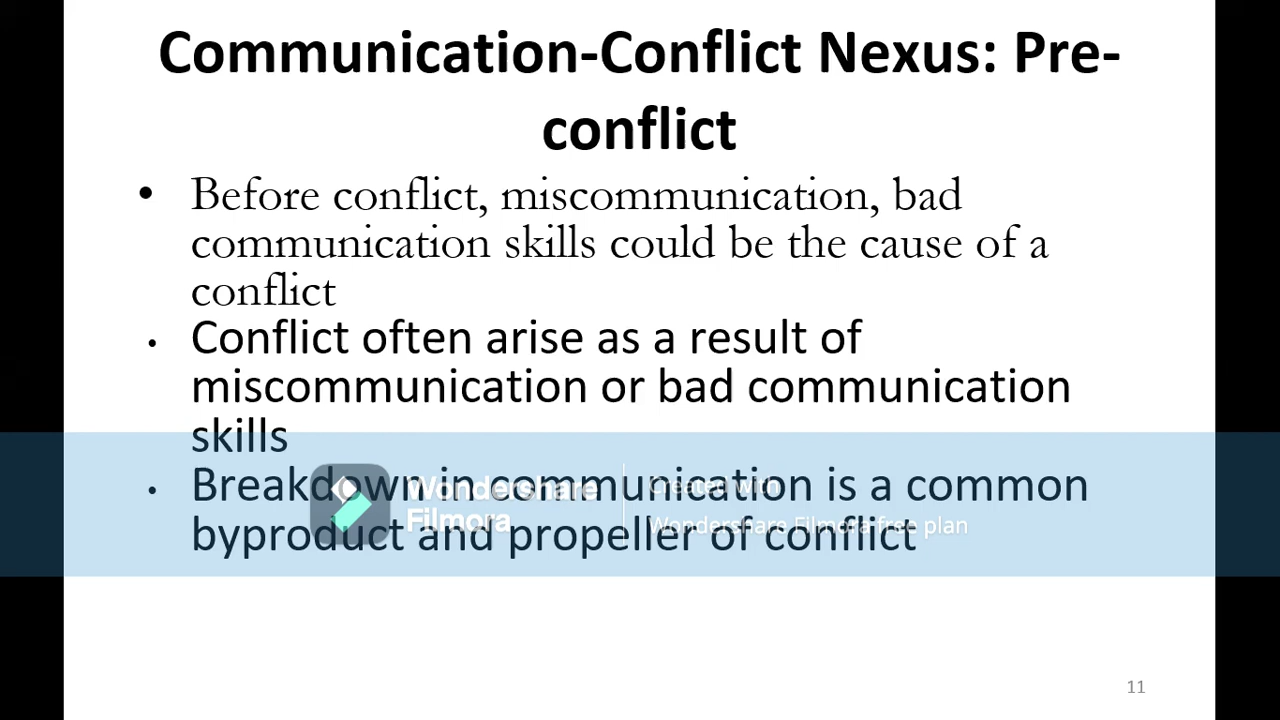 Communication-Conflict Nexus: Pre-
conflict
• Before conflict, miscommunication, bad
communication skills could be the cause of a
conflict
• Conflict often arise as a result of
miscommunication or bad communication
skills
• Breakdown in communication is a common
byproduct and propeller of conflict
Wondershare
Filmora
Created with
Wondershare Filmora free plan
11